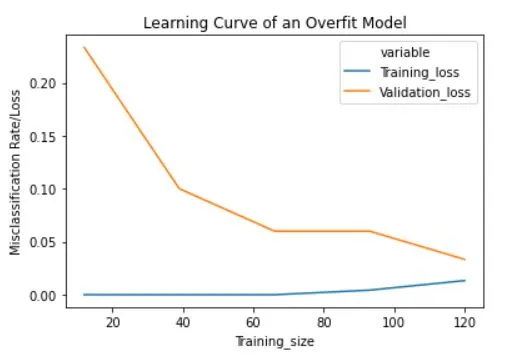 Learning Curve of an Overfit Model
variable
Training_loss
Validation_loss
Misclassification Rate/Loss
0.20
0.15
0.10
0.05
0.00
20 40 60 80 100 120
Training_size